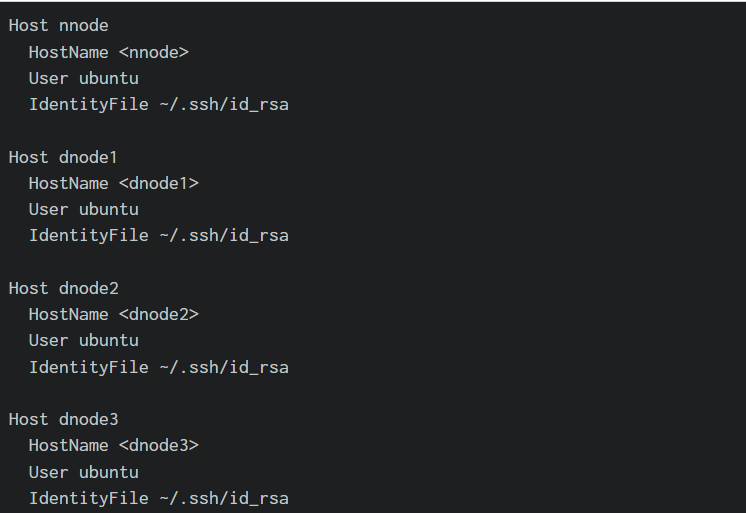 Host nnode
  HostName <nnode>
  User ubuntu
  IdentityFile ~/.ssh/id_rsa

Host dnode1
  HostName <dnode1>
  User ubuntu
  IdentityFile ~/.ssh/id_rsa

Host dnode2
  HostName <dnode2>
  User ubuntu
  IdentityFile ~/.ssh/id_rsa

Host dnode3
  HostName <dnode3>
  User ubuntu
  IdentityFile ~/.ssh/id_rsa